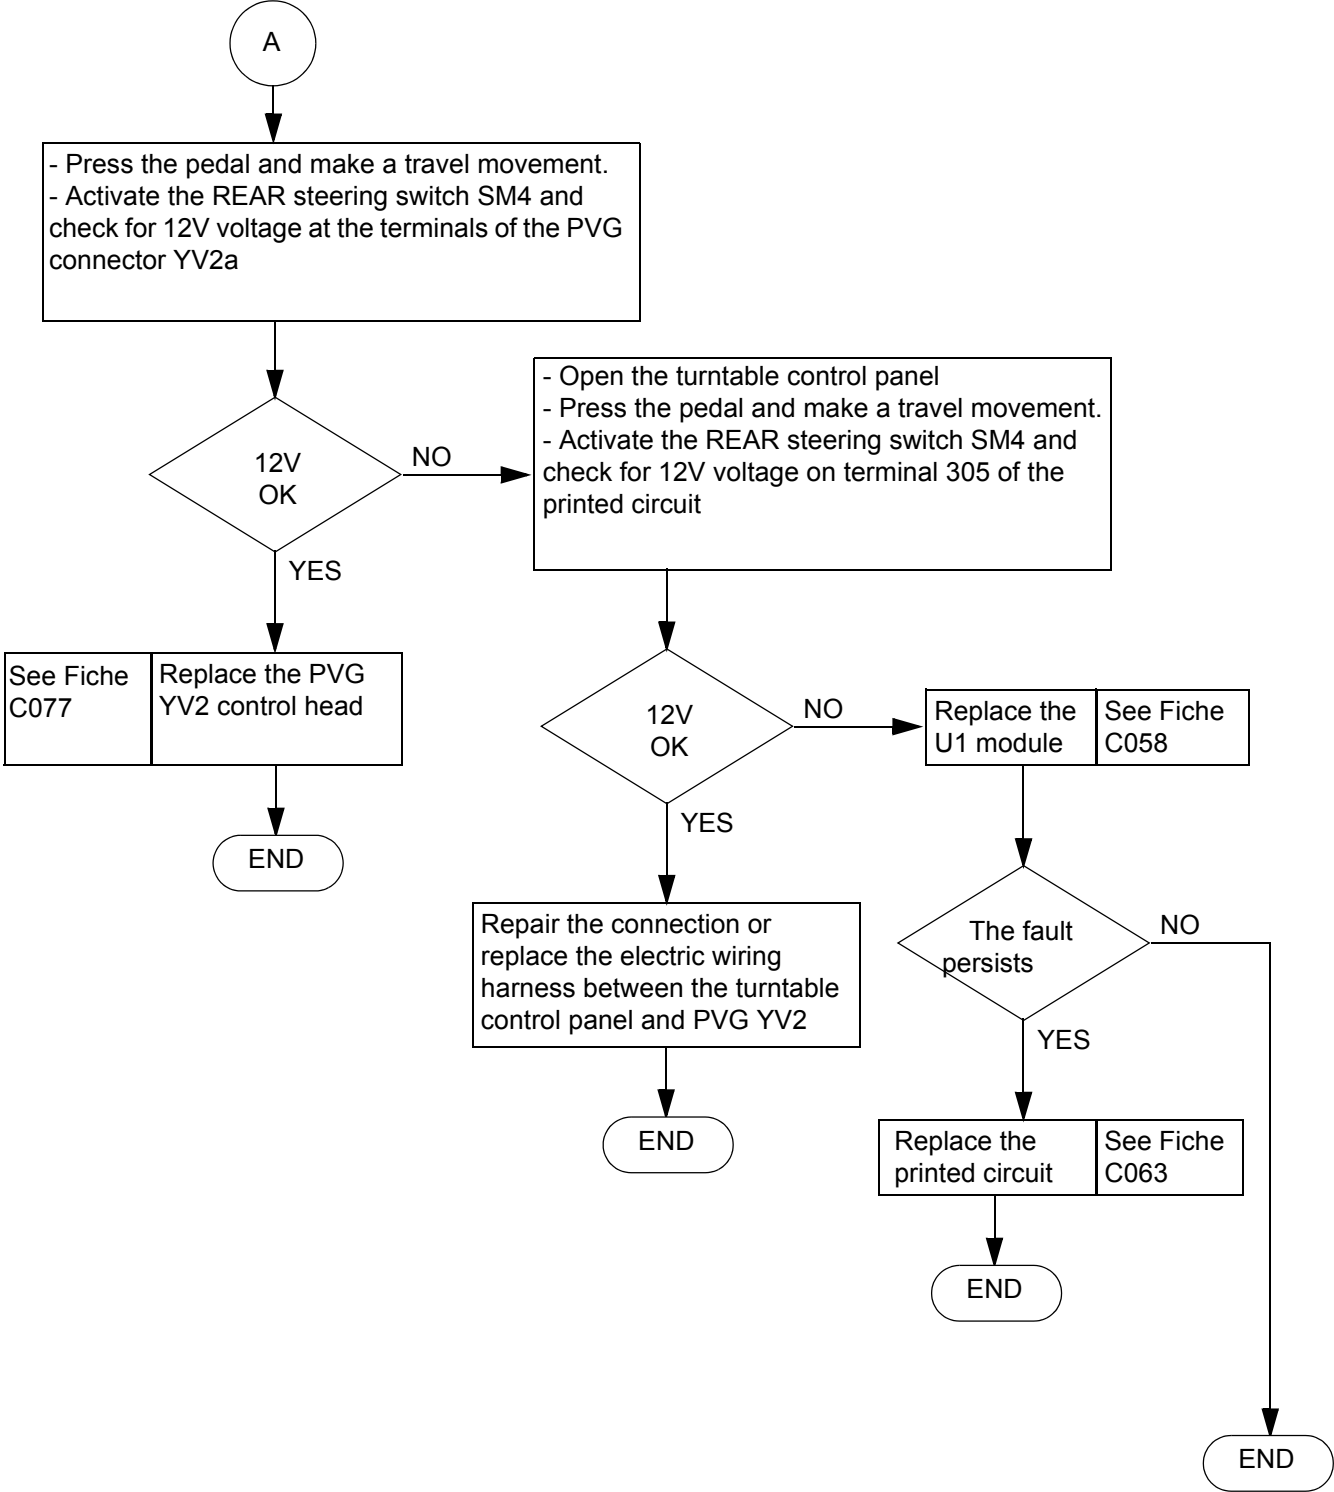 A
- Press the pedal and make a travel movement.
- Activate the REAR steering switch SM4 and
check for 12V voltage at the terminals of the PVG
connector YV2a
- Open the turntable control panel
- Press the pedal and make a travel movement.
- Activate the REAR steering switch SM4 and
check for 12V voltage on terminal 305 of the
printed circuit
12V
OK
NO
YES
See Fiche
C077
Replace the PVG
YV2 control head
END
12V
OK
NO
YES
Replace the
U1 module
See Fiche
C058
Repair the connection or
replace the electric wiring
harness between the turntable
control panel and PVG YV2
END
The fault
persists
NO
YES
Replace the
printed circuit
See Fiche
C063
END
END